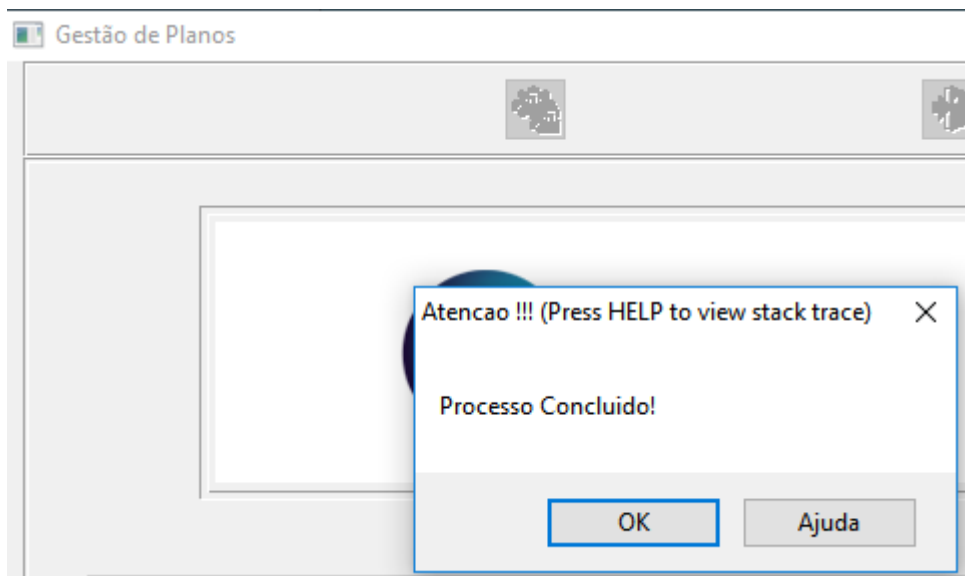 Gestão de Planos
Atencao !!! (Press HELP to view stack trace)
Processo Concluido!
OK
Ajuda